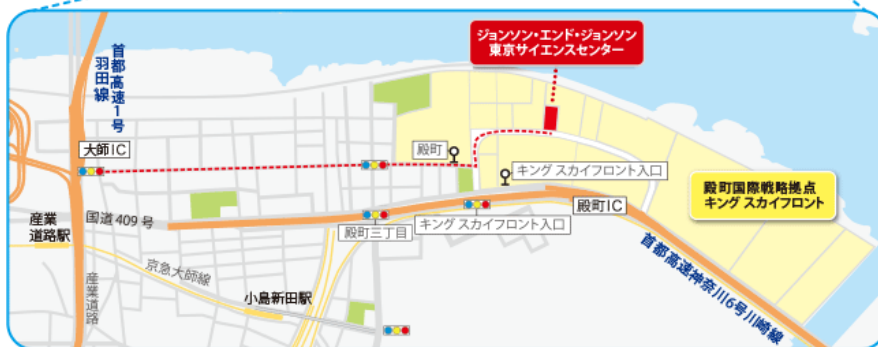 ジョンソン・エンド・ジョンソン
東京サイエンスセンター
首都高速1号
羽田線
大師IC
殿町
キング スカイフロント入口
殿町国際戦略拠点
キング スカイフロント
殿町IC
産業
道路駅
国道409号
殿町三丁目
キング スカイフロント入口
首都高速神奈川6号川崎線
京急大師線
産業道路
小島新田駅